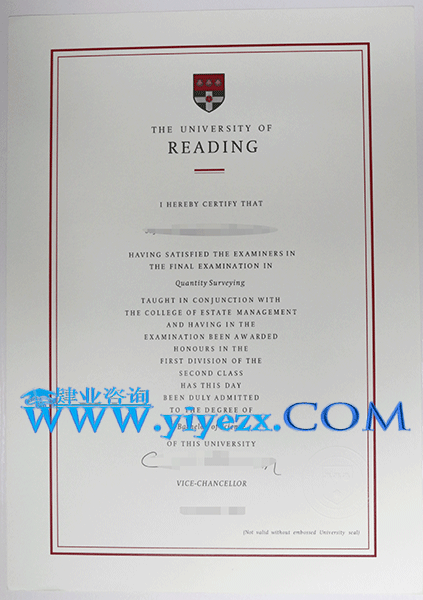 THE UNIVERSITY OF
READING
I HEREBY CERTIFY THAT
HAVING SATISFIED THE EXAMINERS IN
THE FINAL EXAMINATION IN
Quantity Surveying
TAUGHT IN CONJUNCTION WITH
THE COLLEGE OF ESTATE MANAGEMENT
AND HAVING IN THE
EXAMINATION BEEN AWARDED
HONOURS IN THE
FIRST DIVISION OF THE
SECOND CLASS
HAS THIS DAY
BEEN DULY ADMITTED
肆业咨询
www.yiyezx.COM
TO THE DEGREE OF
Bachelor of
OF THIS UNIVERSITY
VICE-CHANCELLOR
(Not valid without embossed University seal)